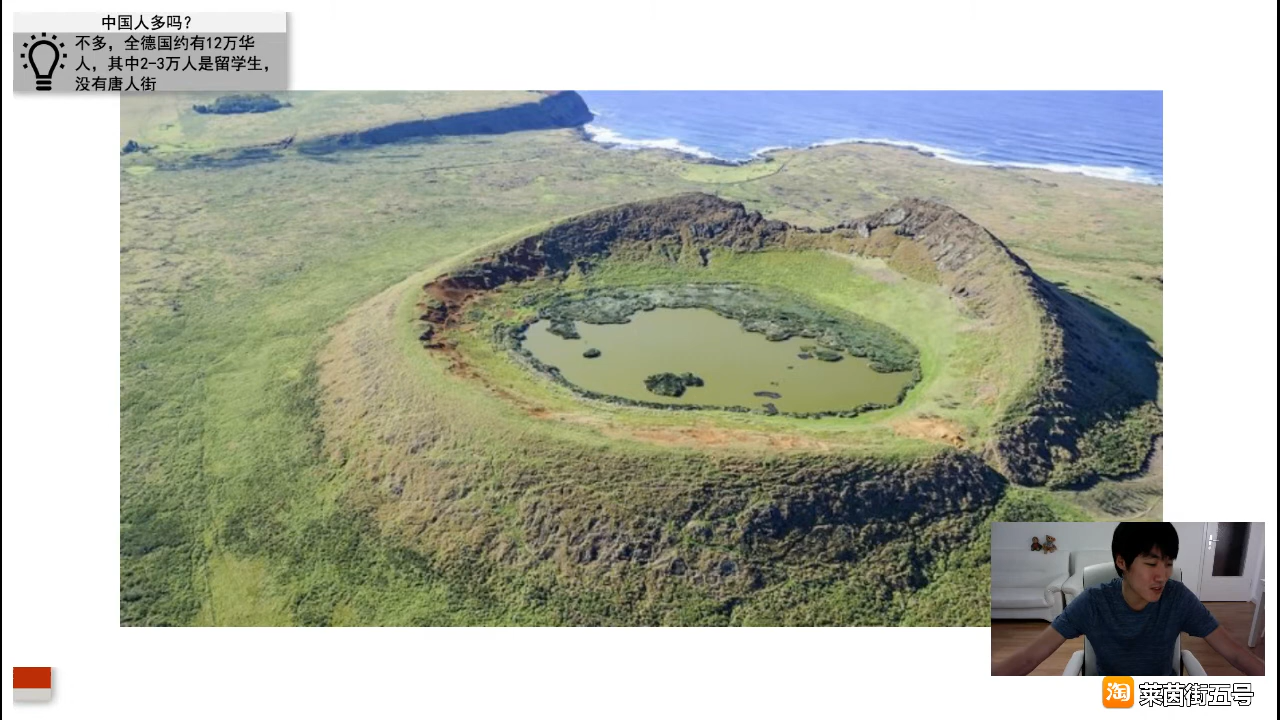 中国人多吗？
不多，全德国约有12万华
人，其中2-3万人是留学生，
没有唐人街
淘 莱茵街五号